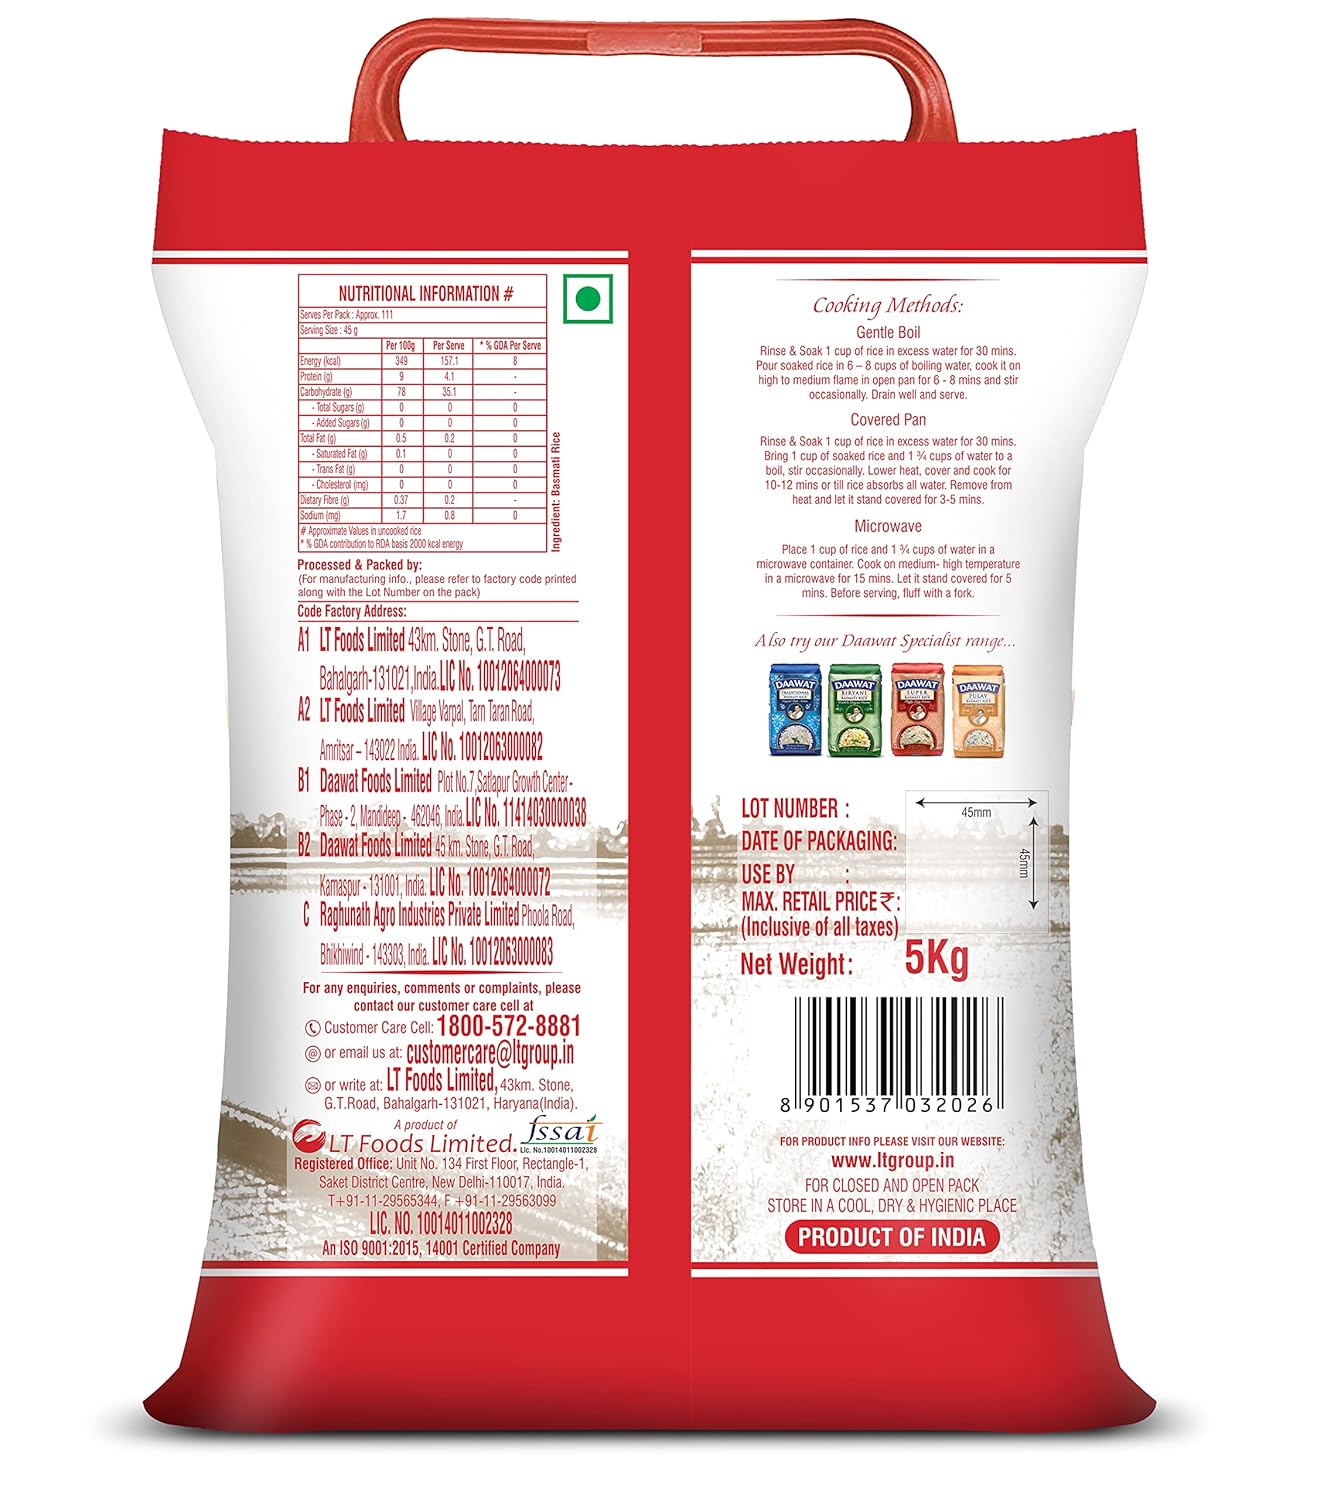 NUTRITIONAL INFORMATION #
Serves Per Pack : Approx. 111
Serving Size : 45 g
Per 100g Per Serve * % GDA Per Serve
Energy (kcal) 349 157.1 8
Protein (g) 9 4.1 -
Carbohydrate (g) 78 35.1 -
- Total Sugars (g) 0 0 0
- Added Sugars (g) 0 0 0
Total Fat (g) 0.5 0.2 0
- Saturated Fat (g) 0.1 0 0
- Trans Fat (g) 0 0 0
- Cholesterol (mg) 0 0 0
Dietary Fibre (g) 0.37 0.2 -
Sodium (mg) 1.7 0.8 0
# Approximate Values in uncooked rice
* % GDA contribution to RDA basis 2000 kcal energy
Ingredient: Basmati Rice
Processed & Packed by:
(For manufacturing info., please refer to factory code printed
along with the Lot Number on the pack)
Code Factory Address:
A1 LT Foods Limited 43km. Stone, G.T. Road,
Bahalgarh-131021,India.LIC No. 10012064000073
A2 LT Foods Limited Village Varpal, Tarn Taran Road,
Amritsar – 143022 India. LIC No. 10012063000082
B1 Daawat Foods Limited Plot No.7,Satlapur Growth Center -
Phase - 2, Mandideep - 462046, India.LIC No. 11414030000038
B2 Daawat Foods Limited 45 km. Stone, G.T. Road,
Kamaspur - 131001, India. LIC No. 10012064000072
C Raghunath Agro Industries Private Limited Phoola Road,
Bhikhiwind - 143303, India. LIC No. 10012063000083
For any enquiries, comments or complaints, please
contact our customer care cell at
Customer Care Cell: 1800-572-8881
@ or email us at: customercare@ltgroup.in
or write at: LT Foods Limited, 43km. Stone,
G.T.Road, Bahalgarh-131021, Haryana(India).
A product of
LT Foods Limited. fssai
Lic. No.10014011002328
Registered Office: Unit No. 134 First Floor, Rectangle-1,
Saket District Centre, New Delhi-110017, India.
T+91-11-29565344, F +91-11-29563099
LIC. NO. 10014011002328
An ISO 9001:2015, 14001 Certified Company
Cooking Methods:
Gentle Boil
Rinse & Soak 1 cup of rice in excess water for 30 mins.
Pour soaked rice in 6 – 8 cups of boiling water, cook it on
high to medium flame in open pan for 6 - 8 mins and stir
occasionally. Drain well and serve.
Covered Pan
Rinse & Soak 1 cup of rice in excess water for 30 mins.
Bring 1 cup of soaked rice and 1 ¾ cups of water to a
boil, stir occasionally. Lower heat, cover and cook for
10-12 mins or till rice absorbs all water. Remove from
heat and let it stand covered for 3-5 mins.
Microwave
Place 1 cup of rice and 1 ¾ cups of water in a
microwave container. Cook on medium- high temperature
in a microwave for 15 mins. Let it stand covered for 5
mins. Before serving, fluff with a fork.
Also try our Daawat Specialist range...
DAAWAT DAAWAT DAAWAT DAAWAT
TRADITIONAL BIRYANI SUPER PULAV
BASMATI RICE BASMATI RICE BASMATI RICE BASMATI RICE
LOT NUMBER :
DATE OF PACKAGING:
USE BY :
MAX. RETAIL PRICE₹:
(Inclusive of all taxes)
45mm
45mm
Net Weight: 5Kg
8 901537 032026
FOR PRODUCT INFO PLEASE VISIT OUR WEBSITE:
www.ltgroup.in
FOR CLOSED AND OPEN PACK
STORE IN A COOL, DRY & HYGIENIC PLACE
PRODUCT OF INDIA